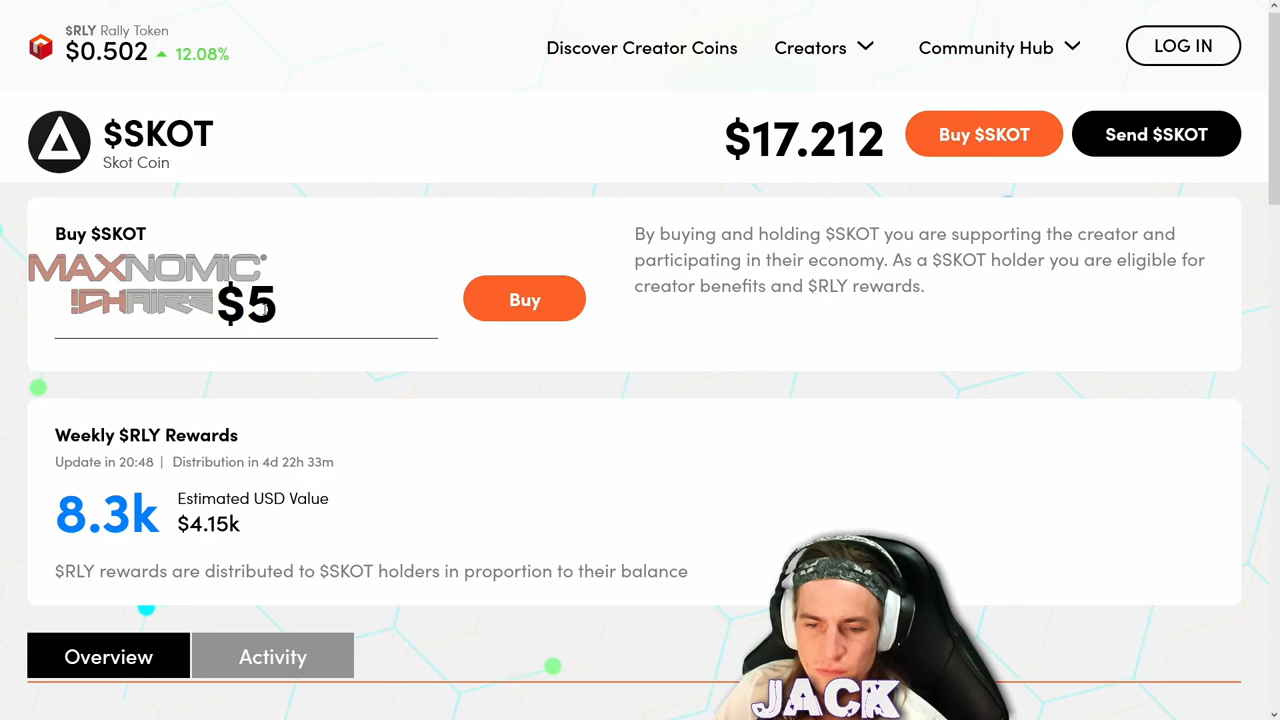 $RLY Rally Token
$0.502 12.08%
Discover Creator Coins
Creators
Community Hub
LOG IN
$SKOT
Skot Coin
$17.212
Buy $SKOT
Send $SKOT
Buy $SKOT
MAXNOMIC
!CHAIRS
$5
Buy
By buying and holding $SKOT you are supporting the creator and
participating in their economy. As a $SKOT holder you are eligible for
creator benefits and $RLY rewards.
Weekly $RLY Rewards
Update in 20:48 | Distribution in 4d 22h 33m
8.3k
Estimated USD Value
$4.15k
$RLY rewards are distributed to $SKOT holders in proportion to their balance
Overview
Activity
JACK